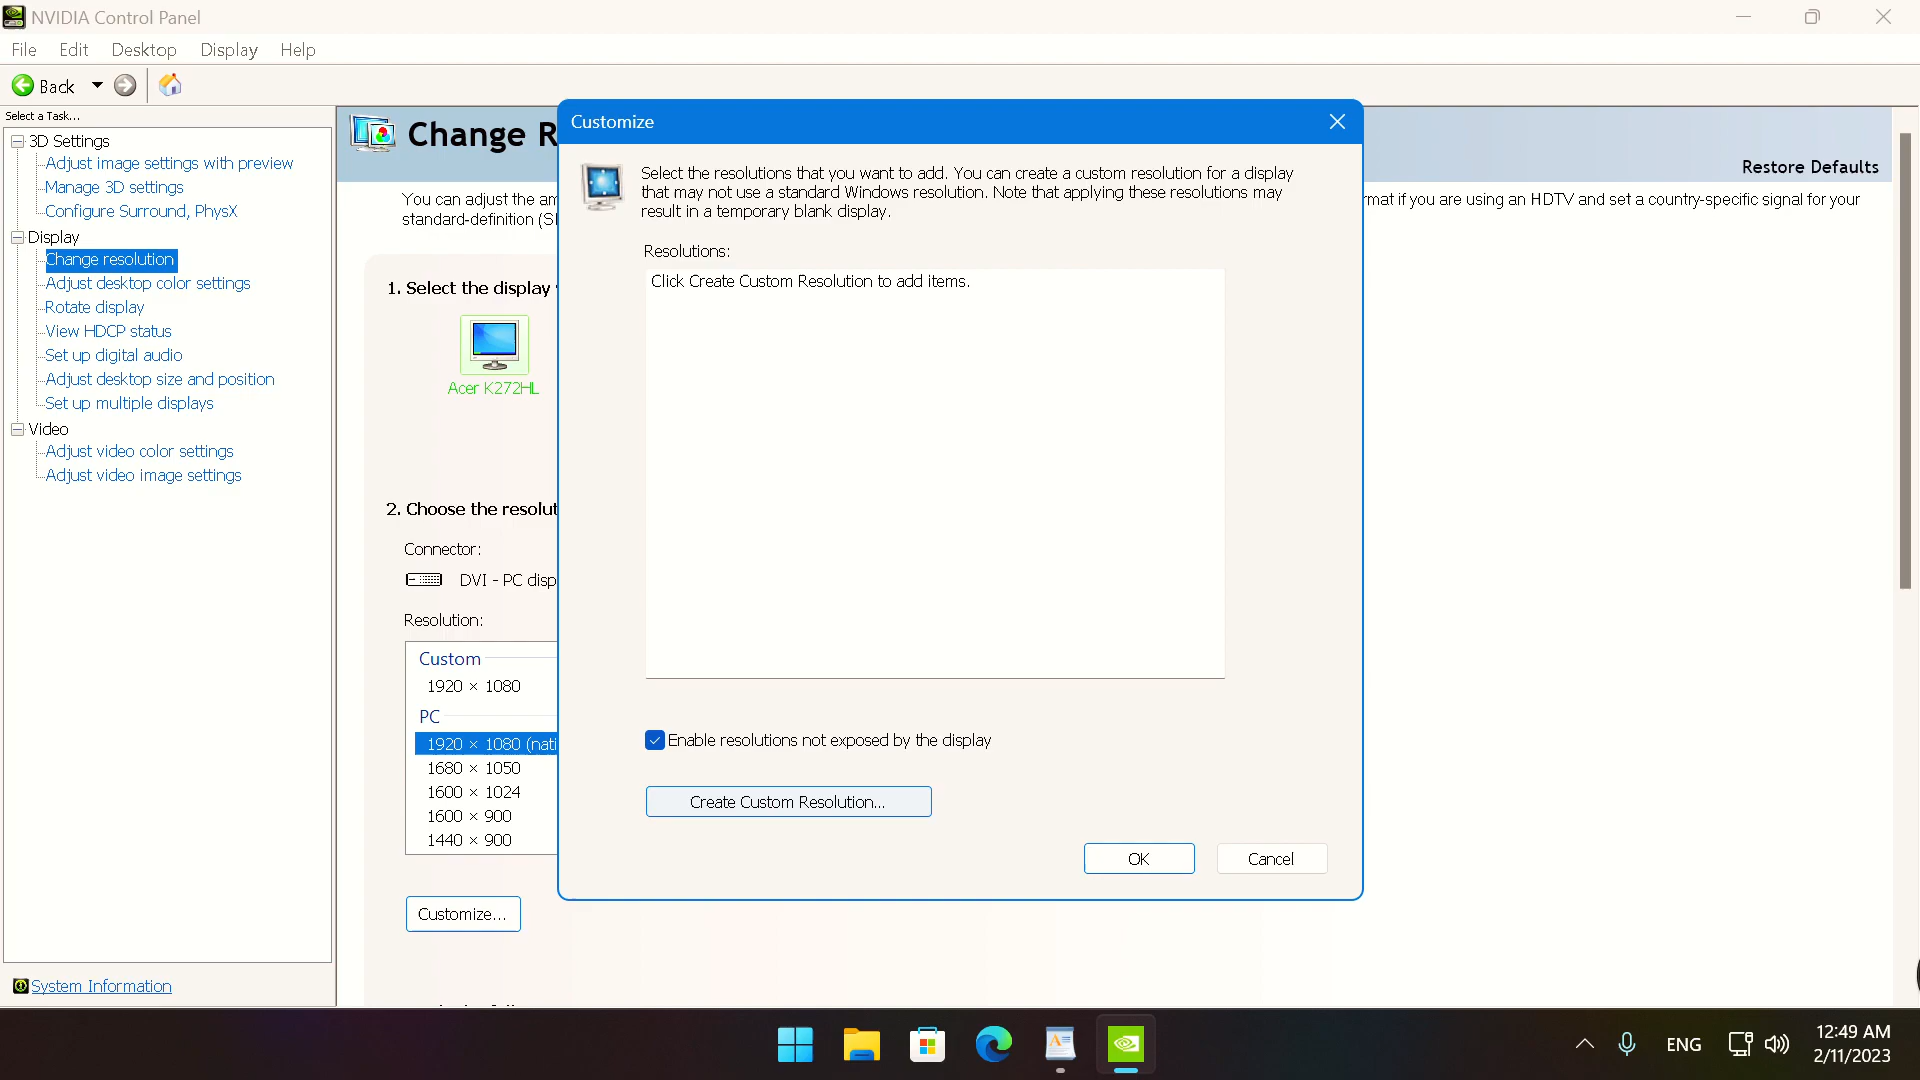 NVIDIA Control Panel
File Edit Desktop Display Help
Back
Select a Task...
3D Settings
Adjust image settings with preview
Manage 3D settings
Configure Surround, PhysX
Display
Change resolution
Adjust desktop color settings
Rotate display
View HDCP status
Set up digital audio
Adjust desktop size and position
Set up multiple displays
Video
Adjust video color settings
Adjust video image settings
System Information
Change R
Restore Defaults
You can adjust the am
rmat if you are using an HDTV and set a country-specific signal for your
standard-definition (S
1. Select the display
Acer K272HL
2. Choose the resolut
Connector:
DVI - PC disp
Resolution:
Custom
1920 × 1080
PC
1920 × 1080 (nati
1680 × 1050
1600 × 1024
1600 × 900
1440 × 900
Customize...
Customize
Select the resolutions that you want to add. You can create a custom resolution for a display
that may not use a standard Windows resolution. Note that applying these resolutions may
result in a temporary blank display.
Resolutions:
Click Create Custom Resolution to add items.
Enable resolutions not exposed by the display
Create Custom Resolution...
OK Cancel
ENG
12:49 AM
2/11/2023